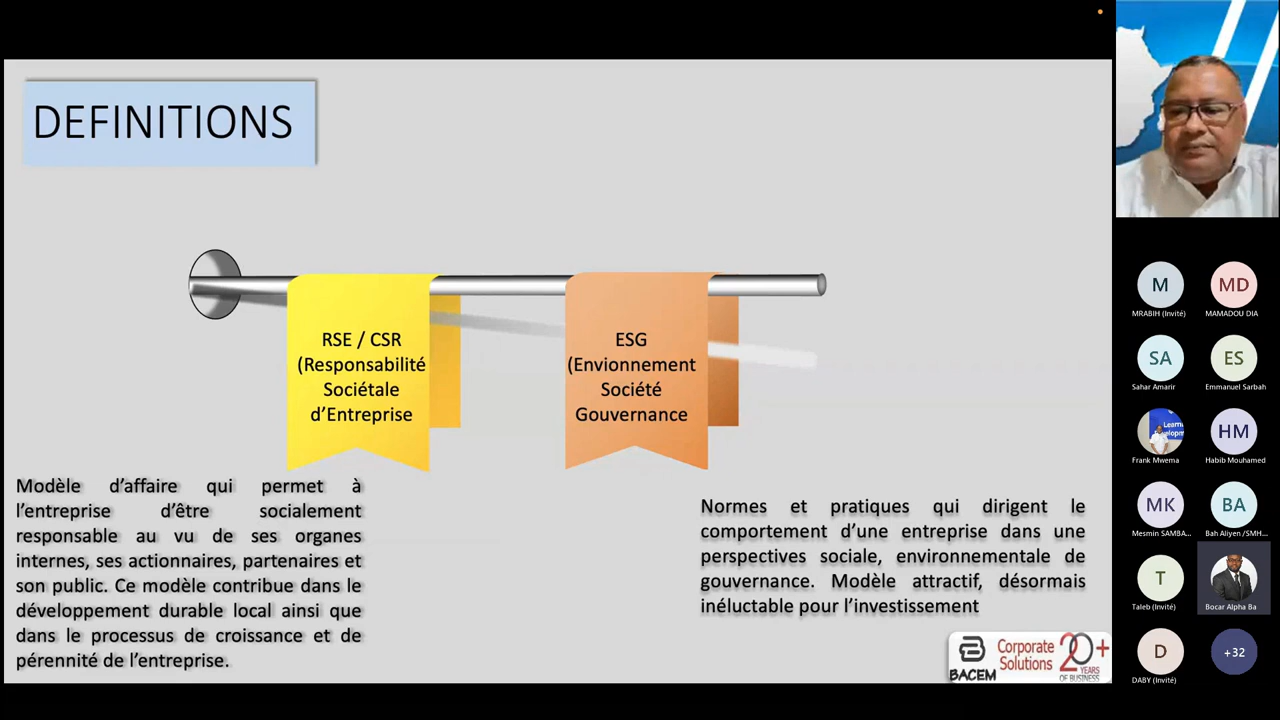 DEFINITIONS
RSE / CSR
(Responsabilité
Sociétale
d'Entreprise
ESG
(Envionnement
Société
Gouvernance
Modèle d'affaire qui permet à
l'entreprise d'être socialement
responsable au vu de ses organes
internes, ses actionnaires, partenaires et
son public. Ce modèle contribue dans le
développement durable local ainsi que
dans le processus de croissance et de
pérennité de l'entreprise.
Normes et pratiques qui dirigent le
comportement d'une entreprise dans une
perspectives sociale, environnementale de
gouvernance. Modèle attractif, désormais
inéluctable pour l'investissement
BACEM
Corporate
Solutions
20+
YEARS
OF BUSINESS
M
MRABIH (Invité)
MD
MAMADOU DIA
SA
Sahar Amarir
ES
Emmanuel Sarbah
Frank Mwema
HM
Habib Mouhamed
MK
Mesmin SAMBA...
BA
Bah Aliyen /SMH...
T
Taleb (Invité)
Bocar Alpha Ba
D
DABY (Invité)
+32